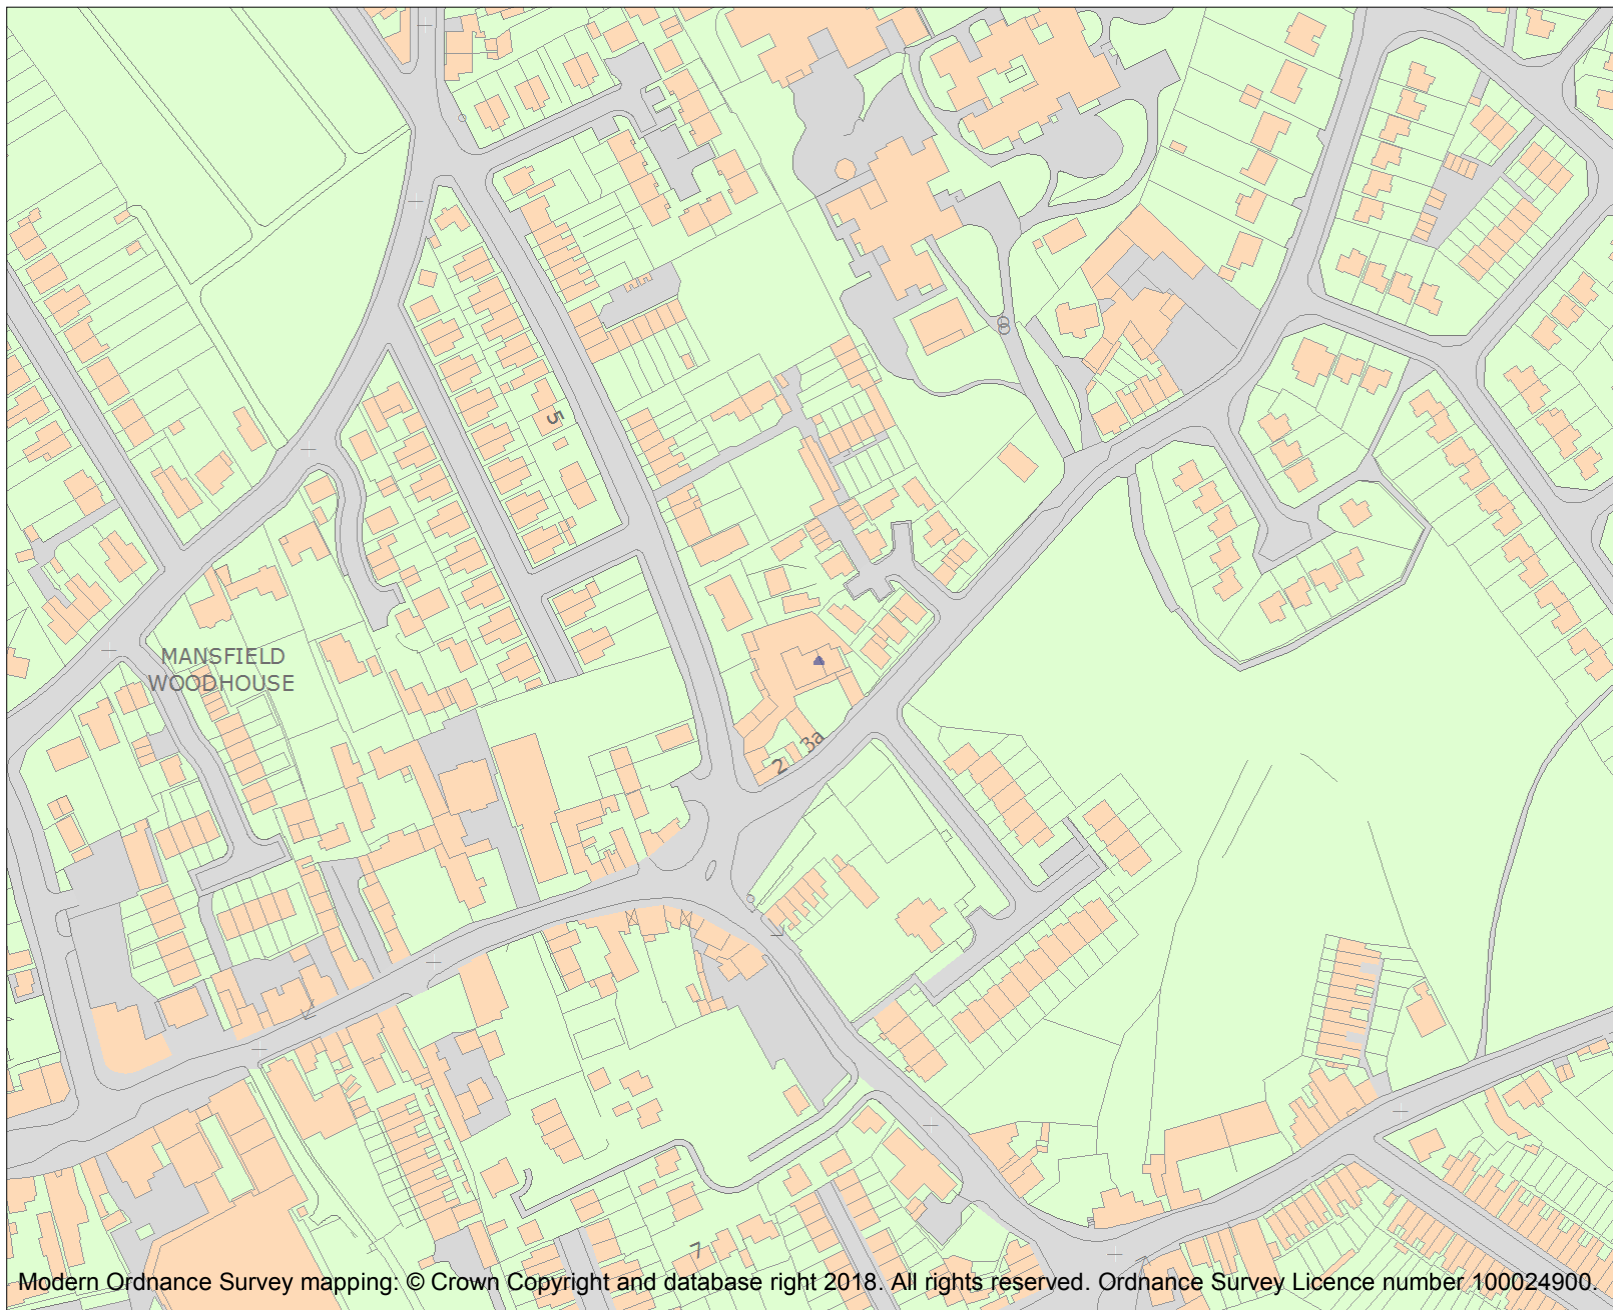 5
MANSFIELD
WOODHOUSE
2
3a
7
Modern Ordnance Survey mapping: © Crown Copyright and database right 2018. All rights reserved. Ordnance Survey Licence number 100024900.